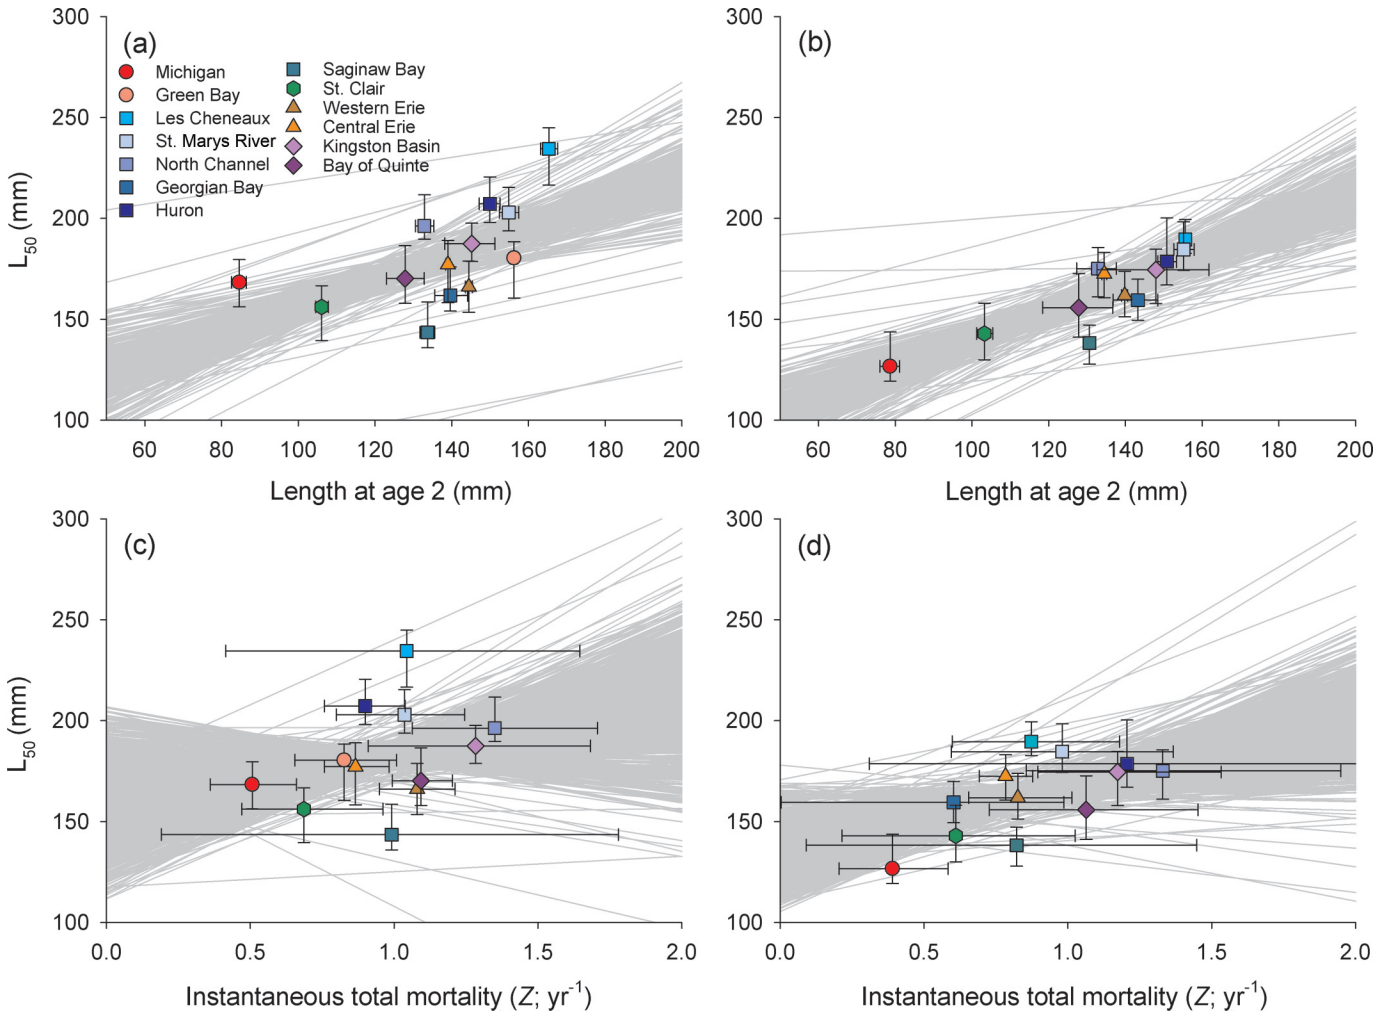 (a)
Michigan
Green Bay
Les Cheneaux
St. Marys River
North Channel
Georgian Bay
Huron
Saginaw Bay
St. Clair
Western Erie
Central Erie
Kingston Basin
Bay of Quinte
300
250
200
150
100
L50 (mm)
60 80 100 120 140 160 180 200
Length at age 2 (mm)
(b)
300
250
200
150
100
60 80 100 120 140 160 180 200
Length at age 2 (mm)
(c)
300
250
200
150
100
L50 (mm)
0.0 0.5 1.0 1.5 2.0
Instantaneous total mortality (Z; yr-1)
(d)
300
250
200
150
100
0.0 0.5 1.0 1.5 2.0
Instantaneous total mortality (Z; yr-1)